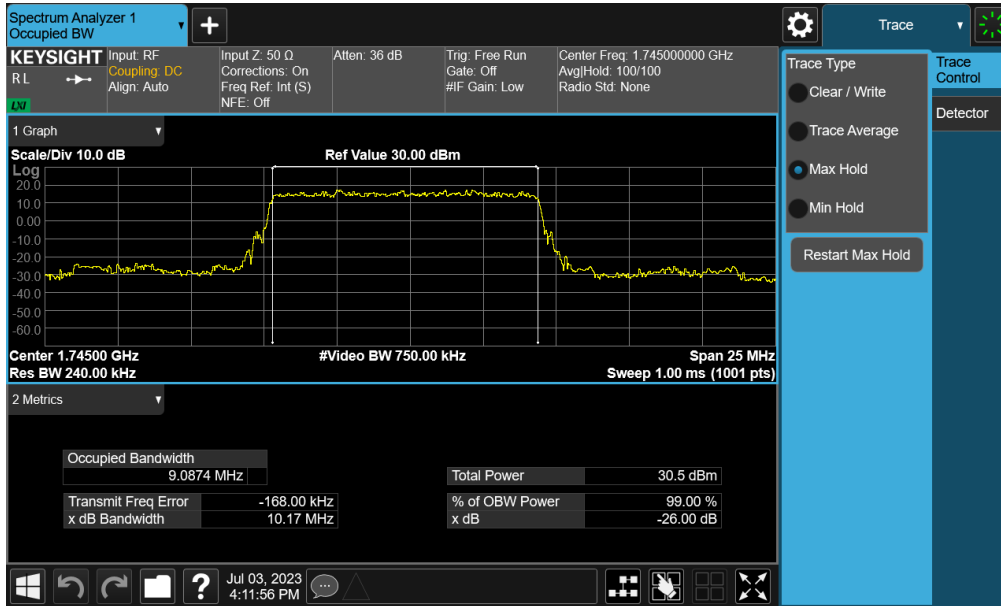 Spectrum Analyzer 1
Occupied BW
+
Trace
KEYSIGHT
RL
LXI
Input: RF
Coupling: DC
Align: Auto
Input Z: 50 Ω
Corrections: On
Freq Ref: Int (S)
NFE: Off
Atten: 36 dB
Trig: Free Run
Gate: Off
#IF Gain: Low
Center Freq: 1.745000000 GHz
Avg|Hold: 100/100
Radio Std: None
Trace Type
Clear / Write
Trace Average
Max Hold
Min Hold
Restart Max Hold
Trace
Control
Detector
1 Graph
Scale/Div 10.0 dB
Ref Value 30.00 dBm
Log
20.0
10.0
0.00
-10.0
-20.0
-30.0
-40.0
-50.0
-60.0
Center 1.74500 GHz
#Video BW 750.00 kHz
Span 25 MHz
Res BW 240.00 kHz
Sweep 1.00 ms (1001 pts)
2 Metrics
Occupied Bandwidth
9.0874 MHz
Total Power 30.5 dBm
Transmit Freq Error -168.00 kHz
% of OBW Power 99.00 %
x dB Bandwidth 10.17 MHz
x dB -26.00 dB
?
Jul 03, 2023
4:11:56 PM